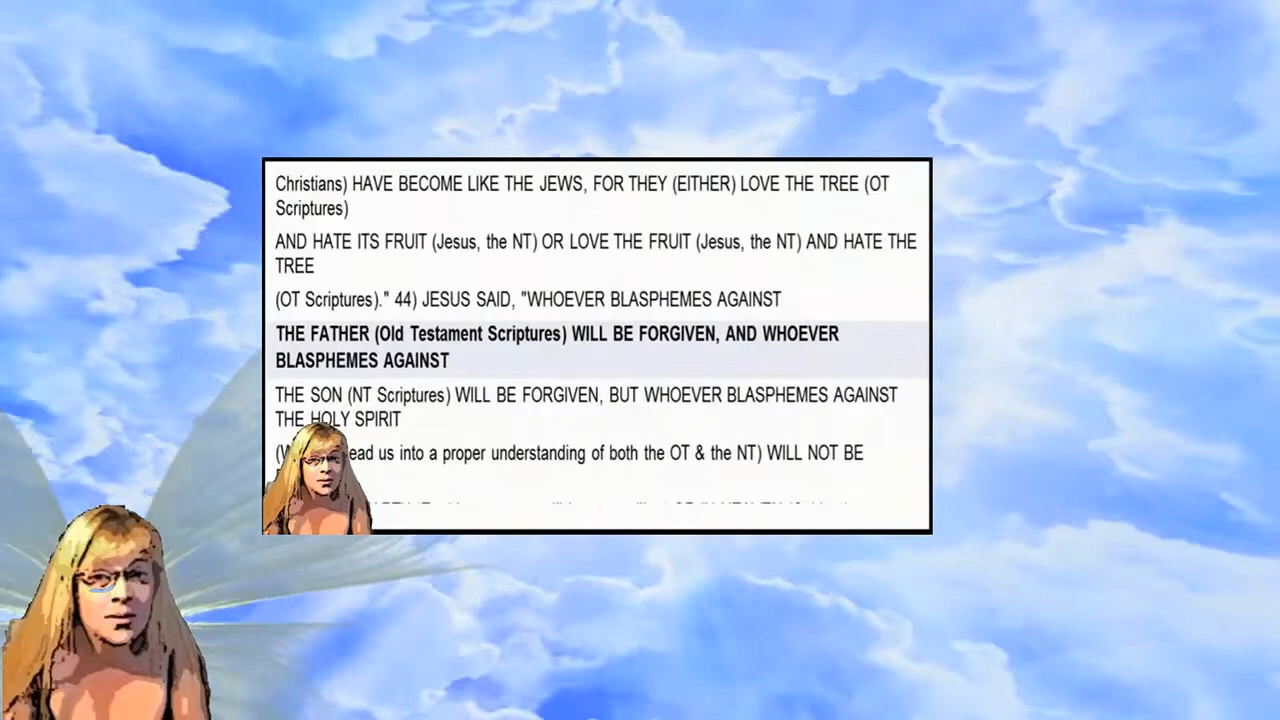 Christians) HAVE BECOME LIKE THE JEWS, FOR THEY (EITHER) LOVE THE TREE (OT
Scriptures)
AND HATE ITS FRUIT (Jesus, the NT) OR LOVE THE FRUIT (Jesus, the NT) AND HATE THE
TREE
(OT Scriptures)." 44) JESUS SAID, "WHOEVER BLASPHEMES AGAINST
THE FATHER (Old Testament Scriptures) WILL BE FORGIVEN, AND WHOEVER
BLASPHEMES AGAINST
THE SON (NT Scriptures) WILL BE FORGIVEN, BUT WHOEVER BLASPHEMES AGAINST
THE HOLY SPIRIT
us into a proper understanding of both the OT & the NT) WILL NOT BE